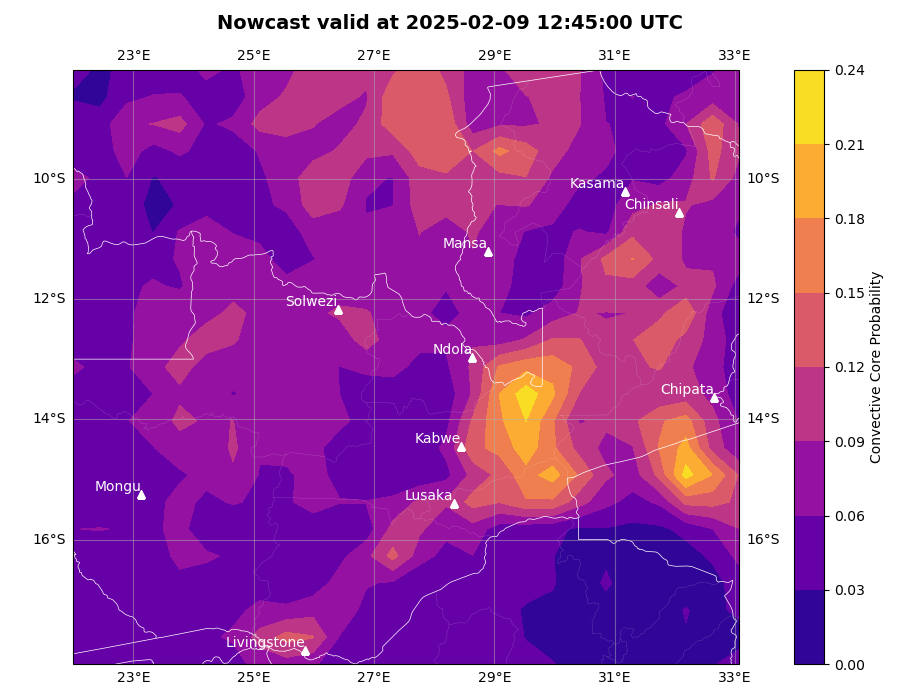 Nowcast valid at 2025-02-09 12:45:00 UTC
23°E 25°E 27°E 29°E 31°E 33°E
0.24
0.21
0.18
0.15
0.12
0.09
0.06
0.03
0.00
Convective Core Probability
10°S 10°S
12°S 12°S
14°S 14°S
16°S 16°S
Kasama
Chinsali
Mansa
Solwezi
Ndola
Chipata
Kabwe
Mongu
Lusaka
Livingstone
23°E 25°E 27°E 29°E 31°E 33°E